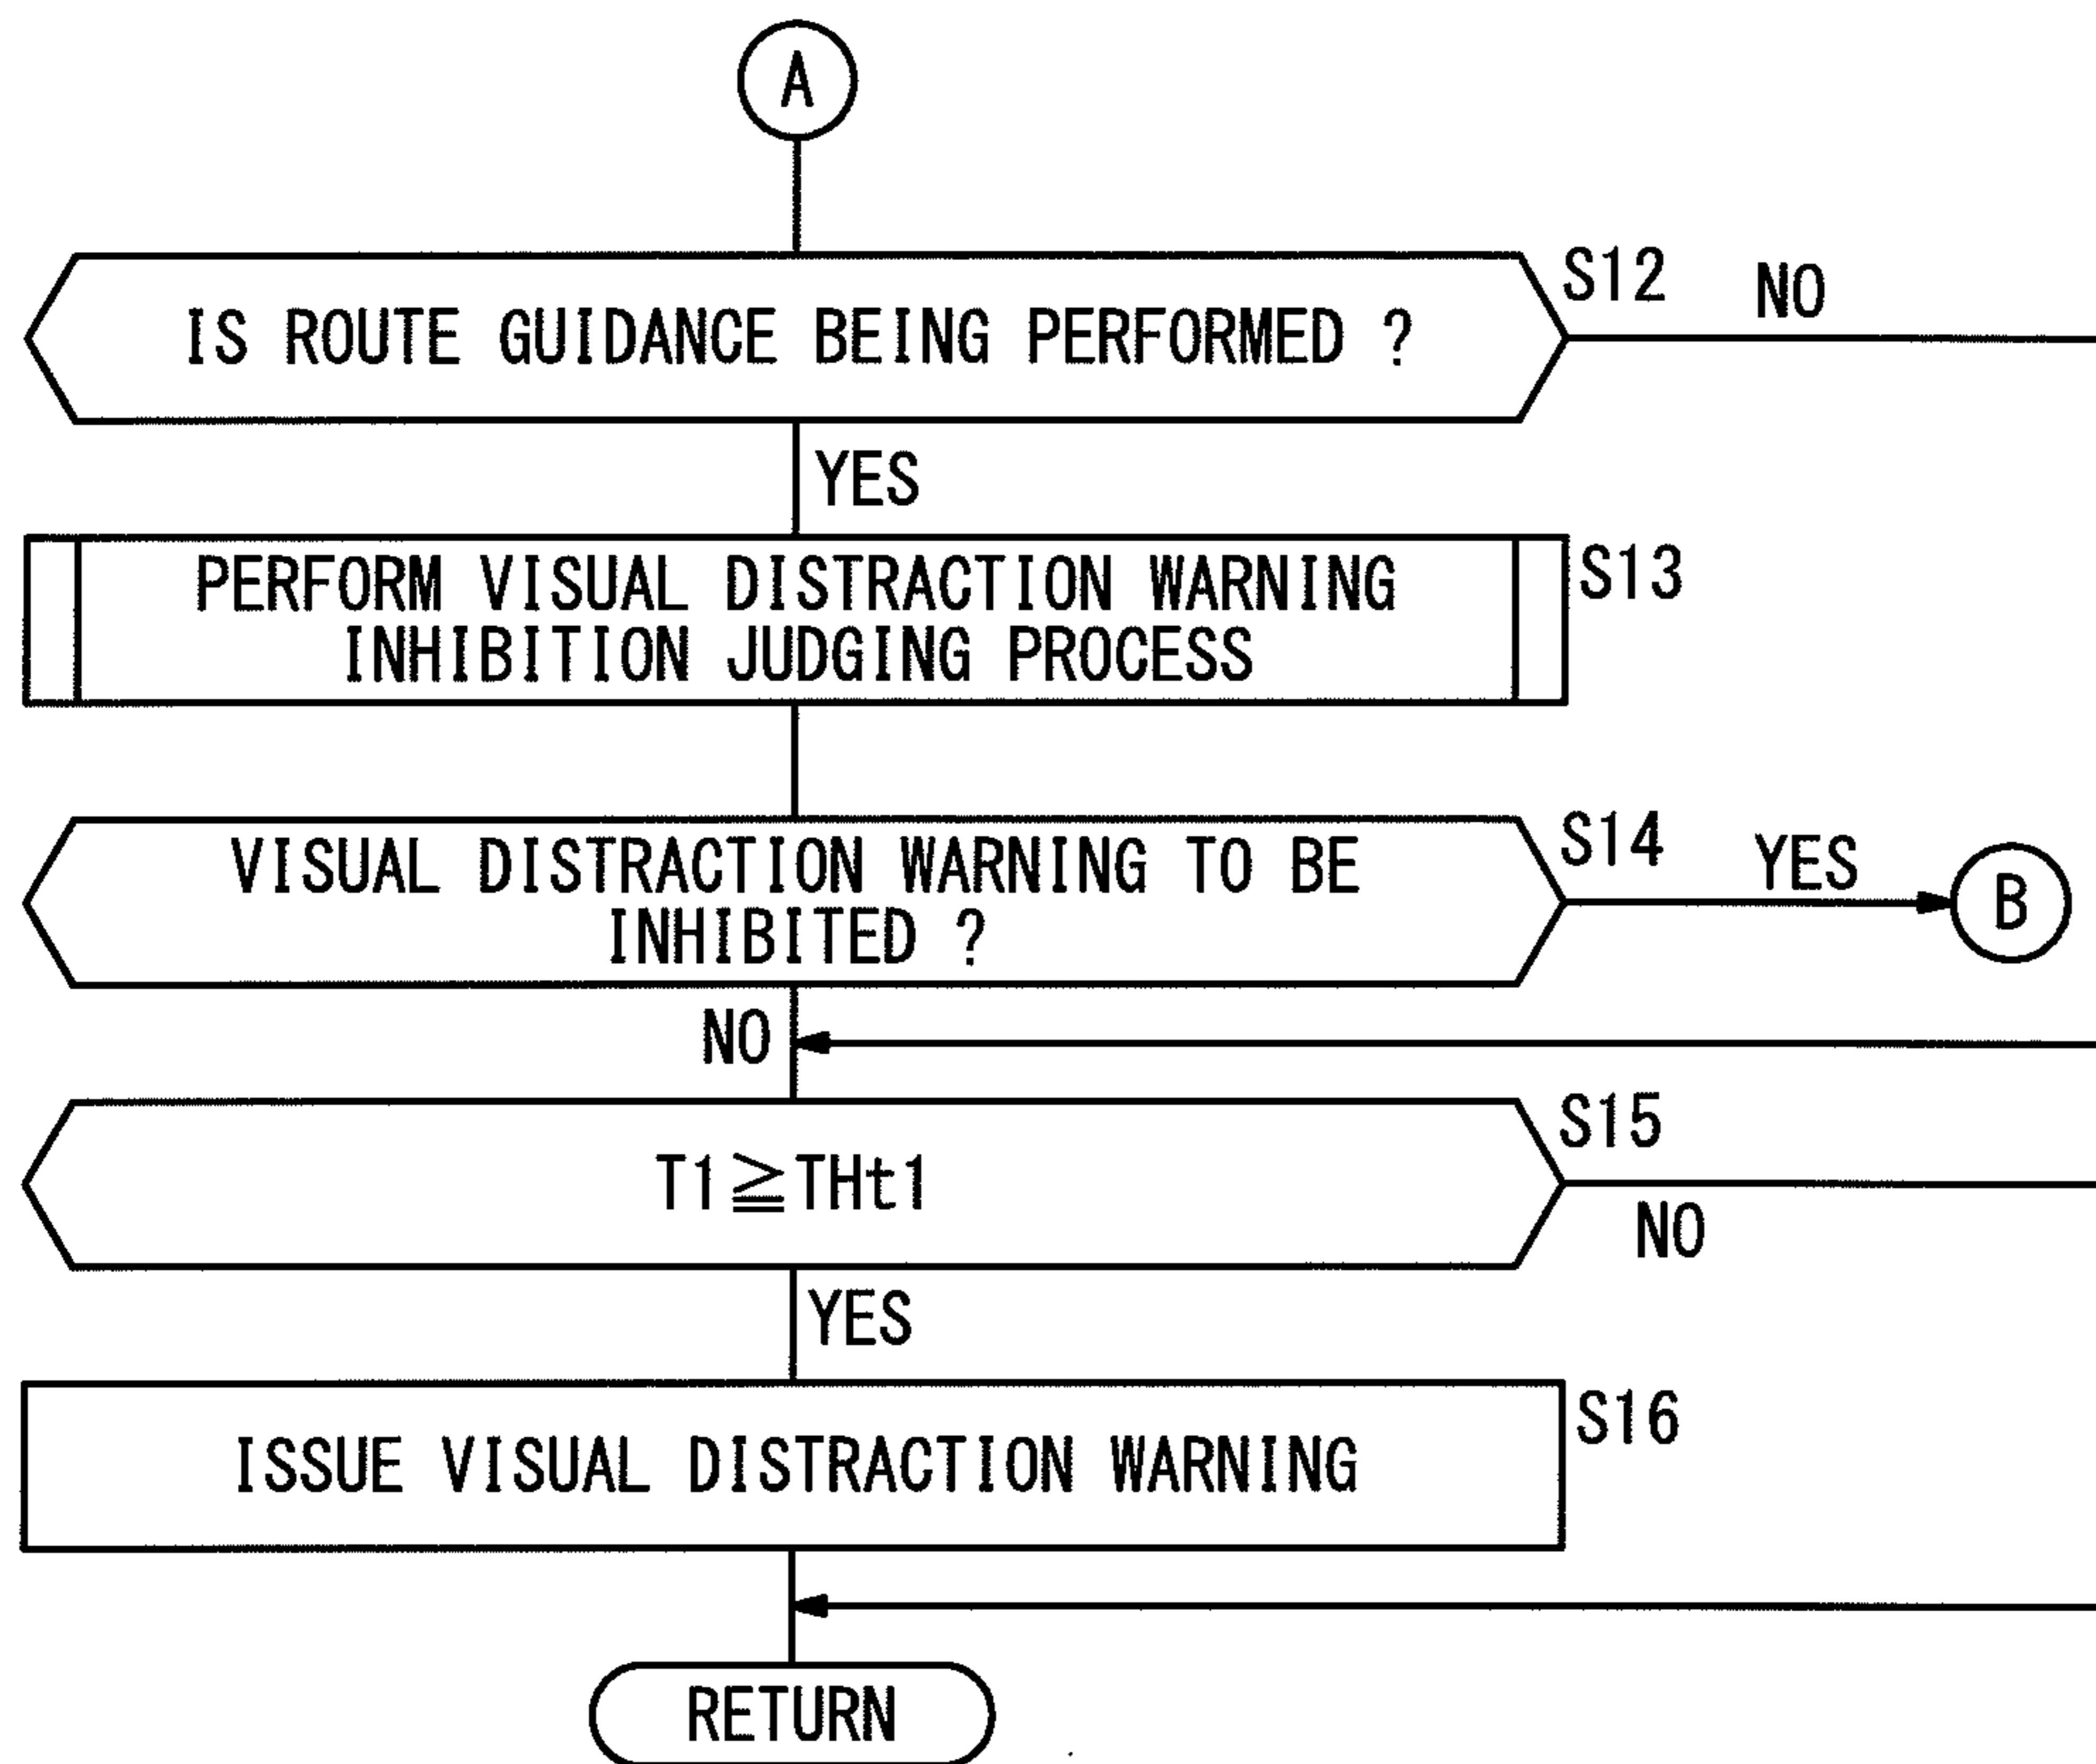 A
IS ROUTE GUIDANCE BEING PERFORMED ?
S12
NO
YES
PERFORM VISUAL DISTRACTION WARNING
INHIBITION JUDGING PROCESS
S13
VISUAL DISTRACTION WARNING TO BE
INHIBITED ?
S14
YES
B
NO
T1≧THt1
S15
NO
YES
ISSUE VISUAL DISTRACTION WARNING
S16
RETURN